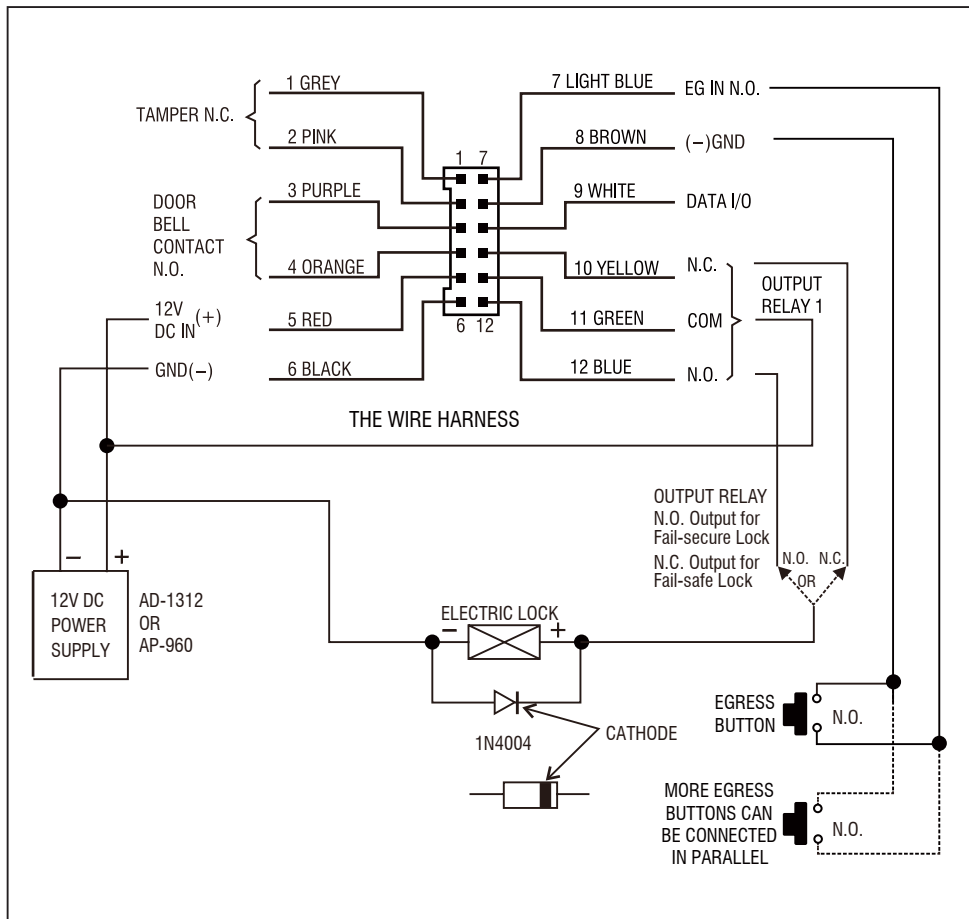 1 GREY
TAMPER N.C.
2 PINK
3 PURPLE
DOOR
BELL
CONTACT
N.O.
4 ORANGE
12V
DC IN (+)
5 RED
GND(−)
6 BLACK
1 7
6 12
7 LIGHT BLUE
EG IN N.O.
8 BROWN
(−)GND
9 WHITE
DATA I/O
10 YELLOW
N.C.
11 GREEN
COM
12 BLUE
N.O.
OUTPUT
RELAY 1
THE WIRE HARNESS
OUTPUT RELAY
N.O. Output for
Fail-secure Lock
N.C. Output for
Fail-safe Lock
N.O. N.C.
OR
− +
12V DC
POWER
SUPPLY
AD-1312
OR
AP-960
ELECTRIC LOCK
− +
1N4004
CATHODE
EGRESS
BUTTON
N.O.
MORE EGRESS
BUTTONS CAN
BE CONNECTED
IN PARALLEL
N.O.